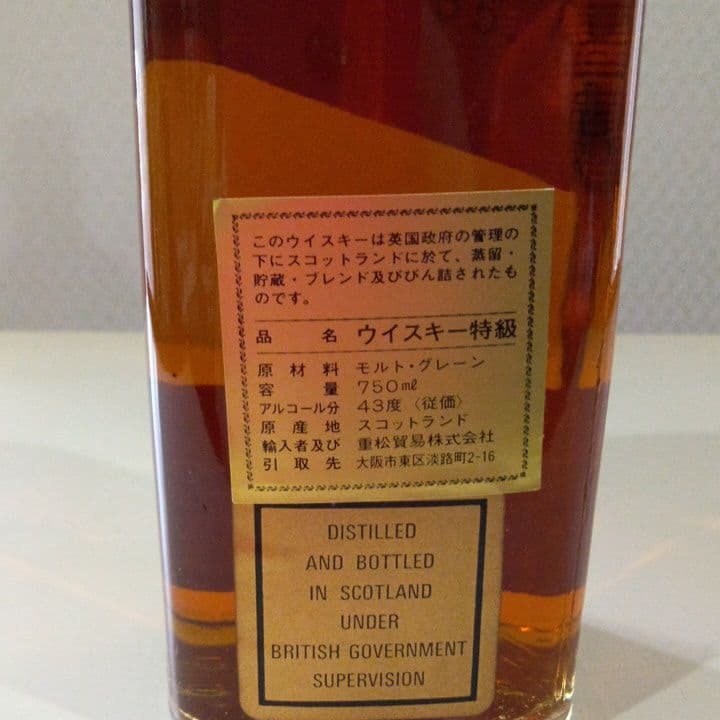 このウイスキーは英国政府の管理の
下にスコットランドに於て、蒸留・
貯蔵・ブレンド及びびん詰されたも
のです。
品名 ウイスキー特級
原材料 モルト・グレーン
容量 750mℓ
アルコール分 43度〈従価〉
原産地 スコットランド
輸入者及び 重松貿易株式会社
引取先 大阪市東区淡路町2-16
DISTILLED
AND BOTTLED
IN SCOTLAND
UNDER
BRITISH GOVERNMENT
SUPERVISION